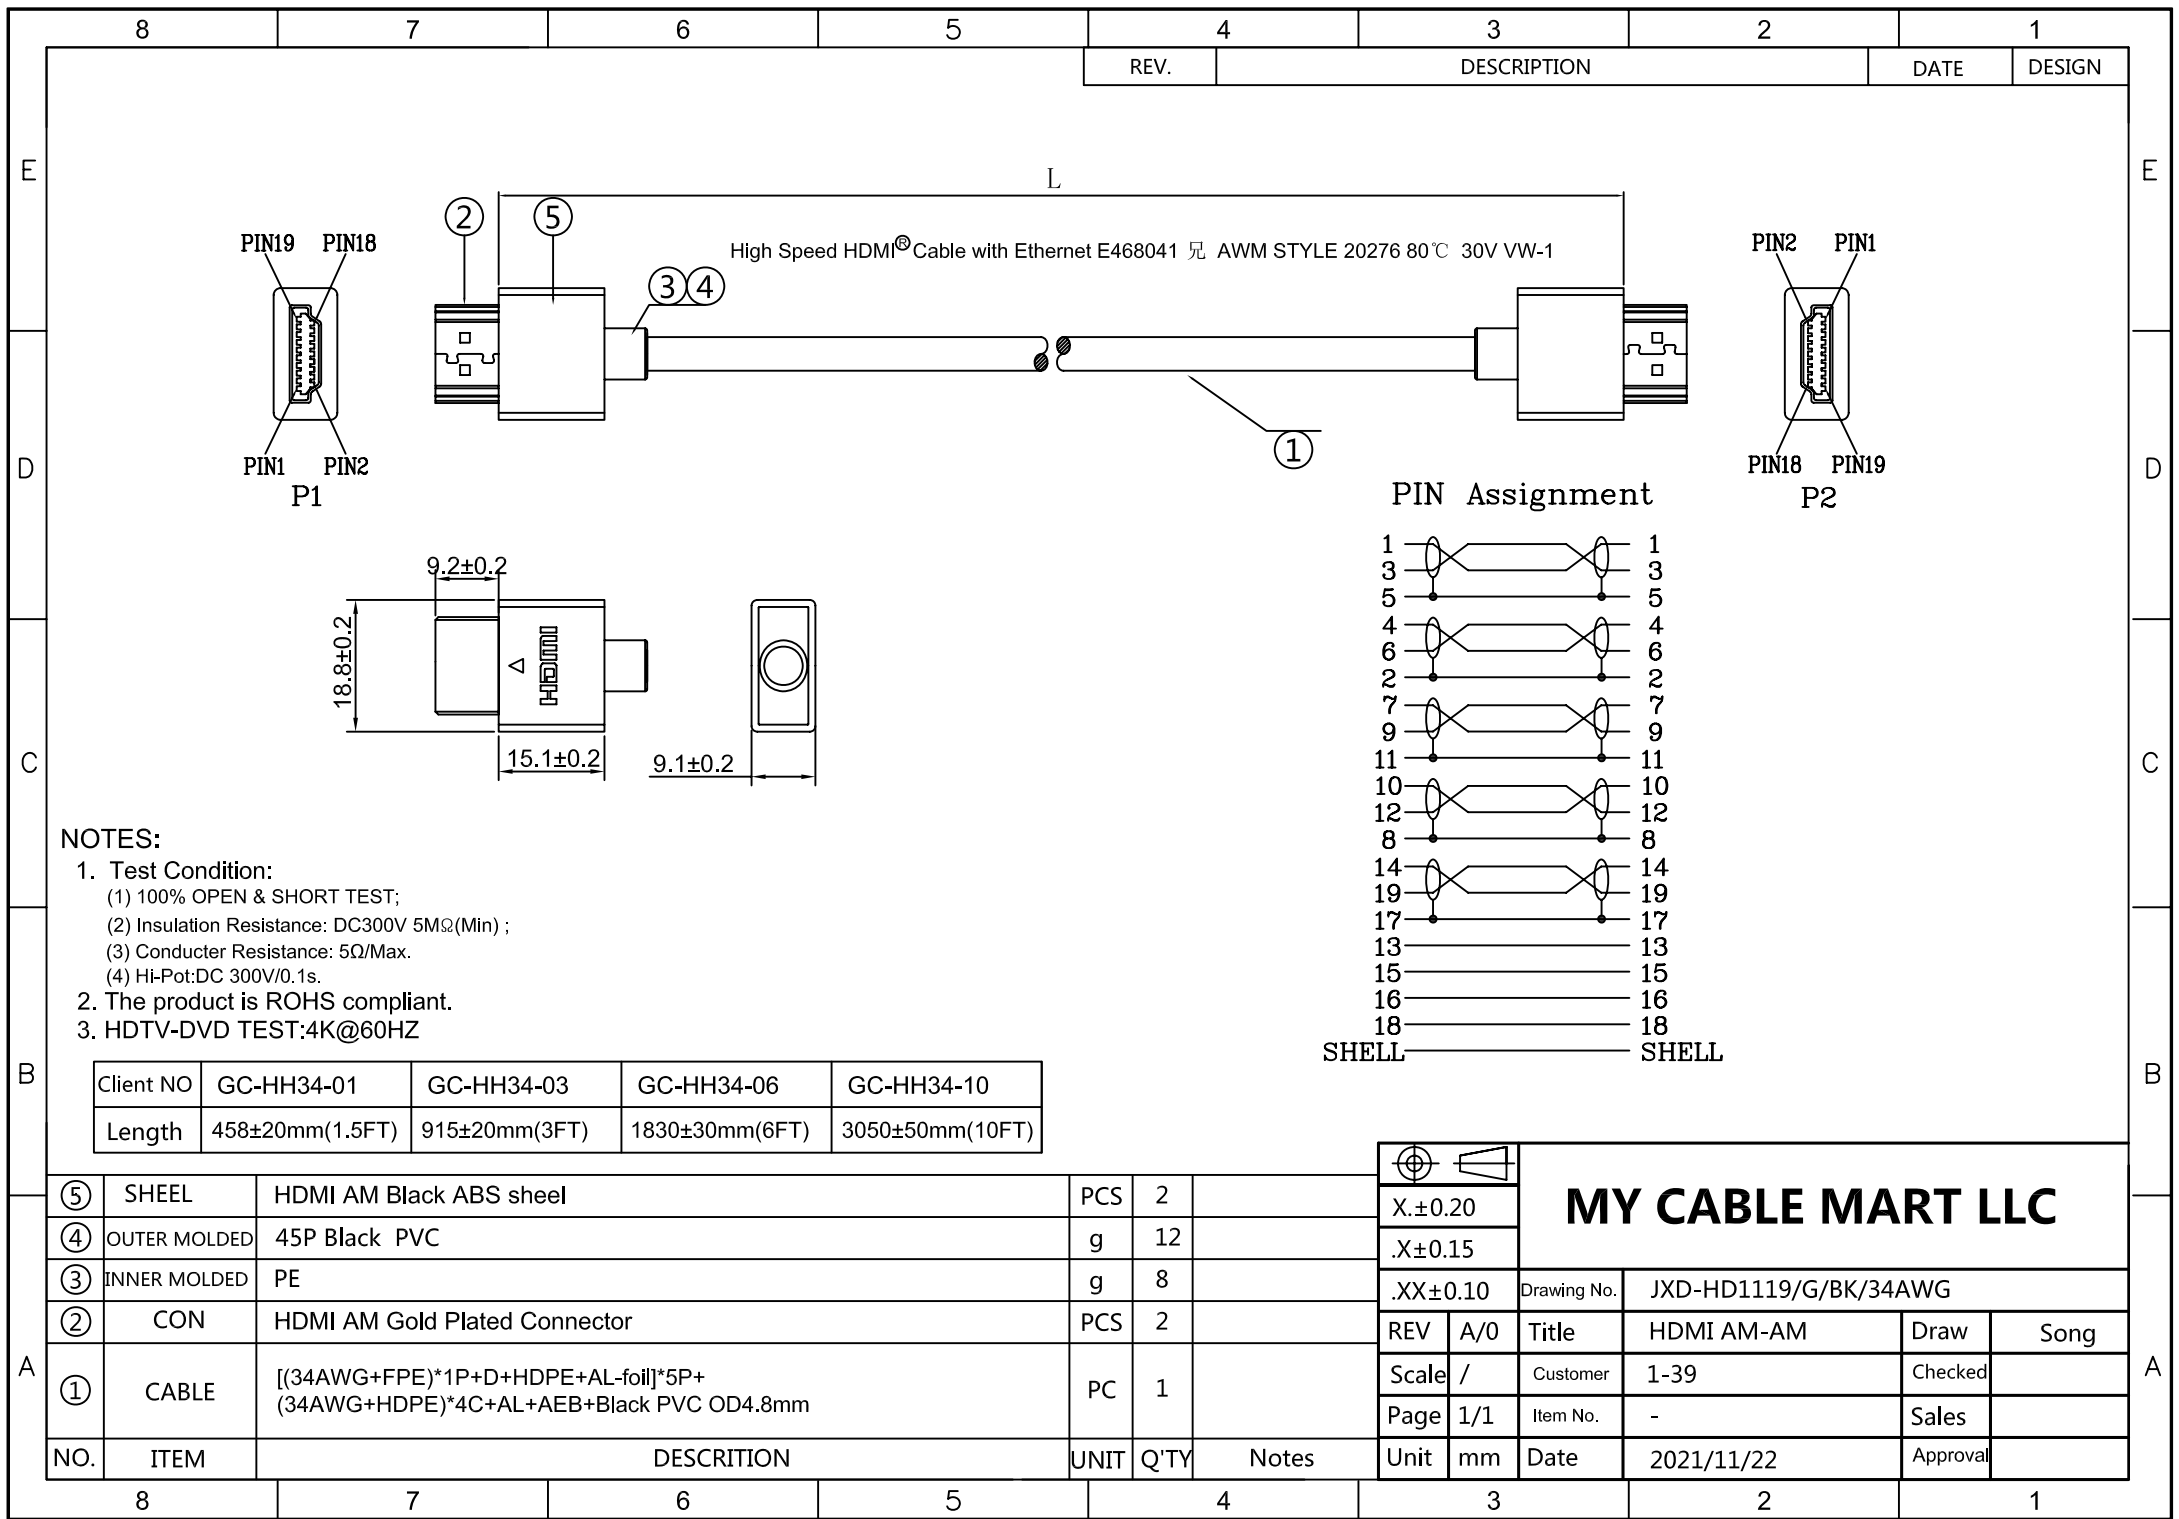 8 7 6 5 4 3 2 1
REV. DESCRIPTION DATE DESIGN
E E
L
② ⑤
High Speed HDMI® Cable with Ethernet E468041 AWM STYLE 20276 80℃ 30V VW-1
③④
PIN19 PIN18
PIN2 PIN1
PIN1 PIN2
P1
PIN18 PIN19
P2
①
D D
PIN Assignment
1 1
3 3
5 5
4 4
6 6
2 2
7 7
9 9
11 11
10 10
12 12
8 8
14 14
19 19
17 17
13 13
15 15
16 16
18 18
SHELL SHELL
9.2±0.2
18.8±0.2
HDMI
15.1±0.2
9.1±0.2
C C
NOTES:
1. Test Condition:
(1) 100% OPEN & SHORT TEST;
(2) Insulation Resistance: DC300V 5MΩ(Min) ;
(3) Conducter Resistance: 5Ω/Max.
(4) Hi-Pot:DC 300V/0.1s.
2. The product is ROHS compliant.
3. HDTV-DVD TEST:4K@60HZ
B B
Client NO GC-HH34-01 GC-HH34-03 GC-HH34-06 GC-HH34-10
Length 458±20mm(1.5FT) 915±20mm(3FT) 1830±30mm(6FT) 3050±50mm(10FT)
⑤ SHEEL HDMI AM Black ABS sheel PCS 2
④ OUTER MOLDED 45P Black PVC g 12
③ INNER MOLDED PE g 8
② CON HDMI AM Gold Plated Connector PCS 2
① CABLE [(34AWG+FPE)*1P+D+HDPE+AL-foil]*5P+
(34AWG+HDPE)*4C+AL+AEB+Black PVC OD4.8mm PC 1
NO. ITEM DESCRITION UNIT Q'TY Notes
X.±0.20
.X±0.15
.XX±0.10
MY CABLE MART LLC
Drawing No. JXD-HD1119/G/BK/34AWG
REV A/0 Title HDMI AM-AM Draw Song
Scale / Customer 1-39 Checked
Page 1/1 Item No. - Sales
Unit mm Date 2021/11/22 Approval
A A
8 7 6 5 4 3 2 1